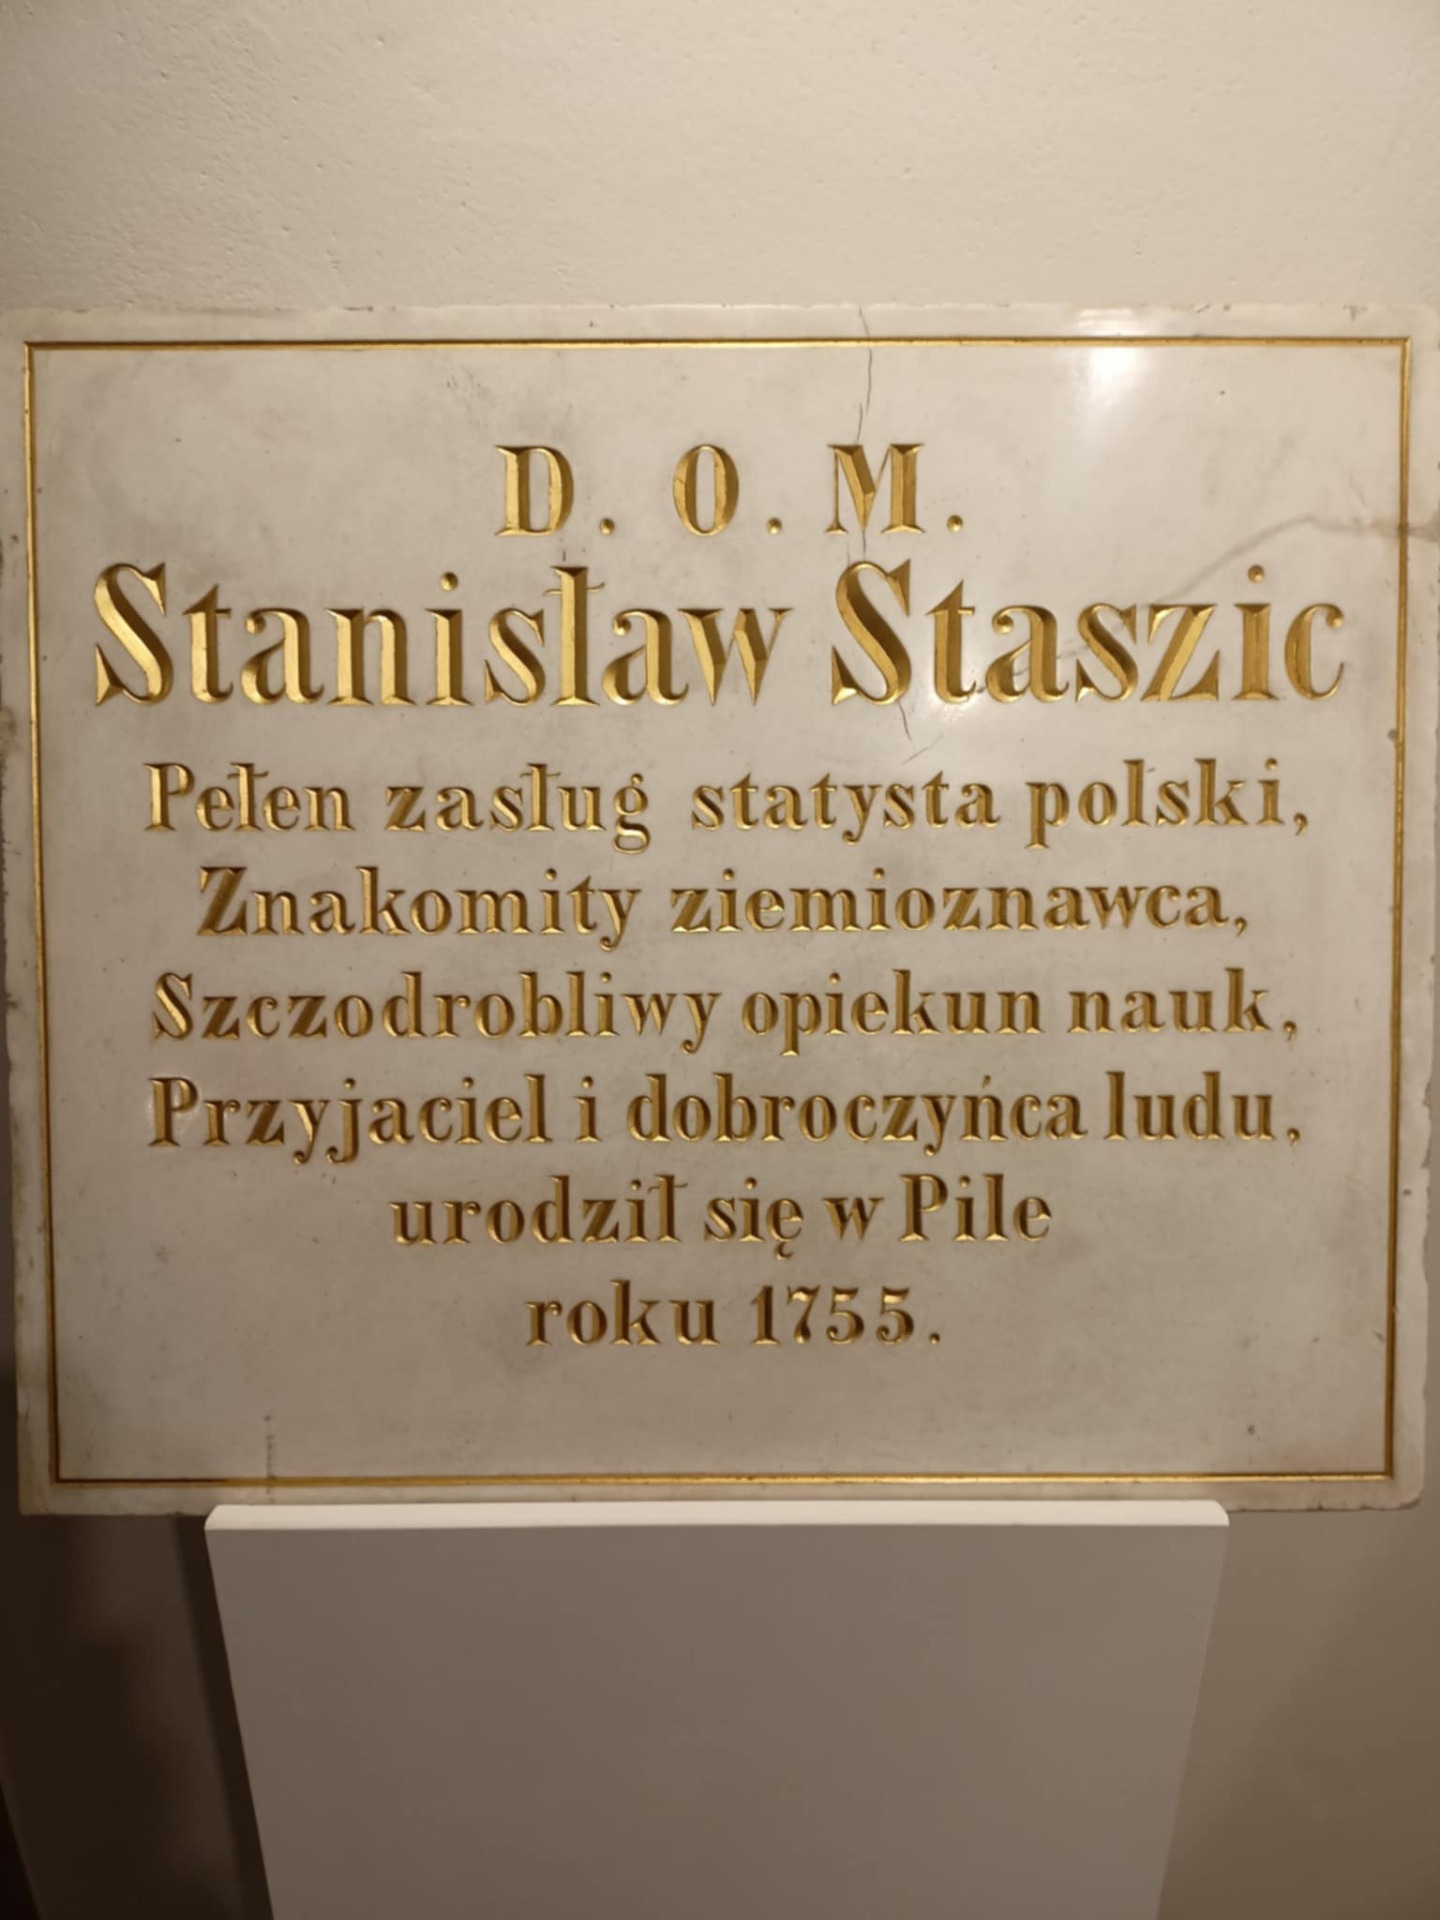 D. O. M.
Stanisław Staszic
Pełen zasług statysta polski,
Znakomity ziemioznawca,
Szczodrobliwy opiekun nauk,
Przyjaciel i dobroczyńca ludu,
urodził się w Pile
roku 1755.